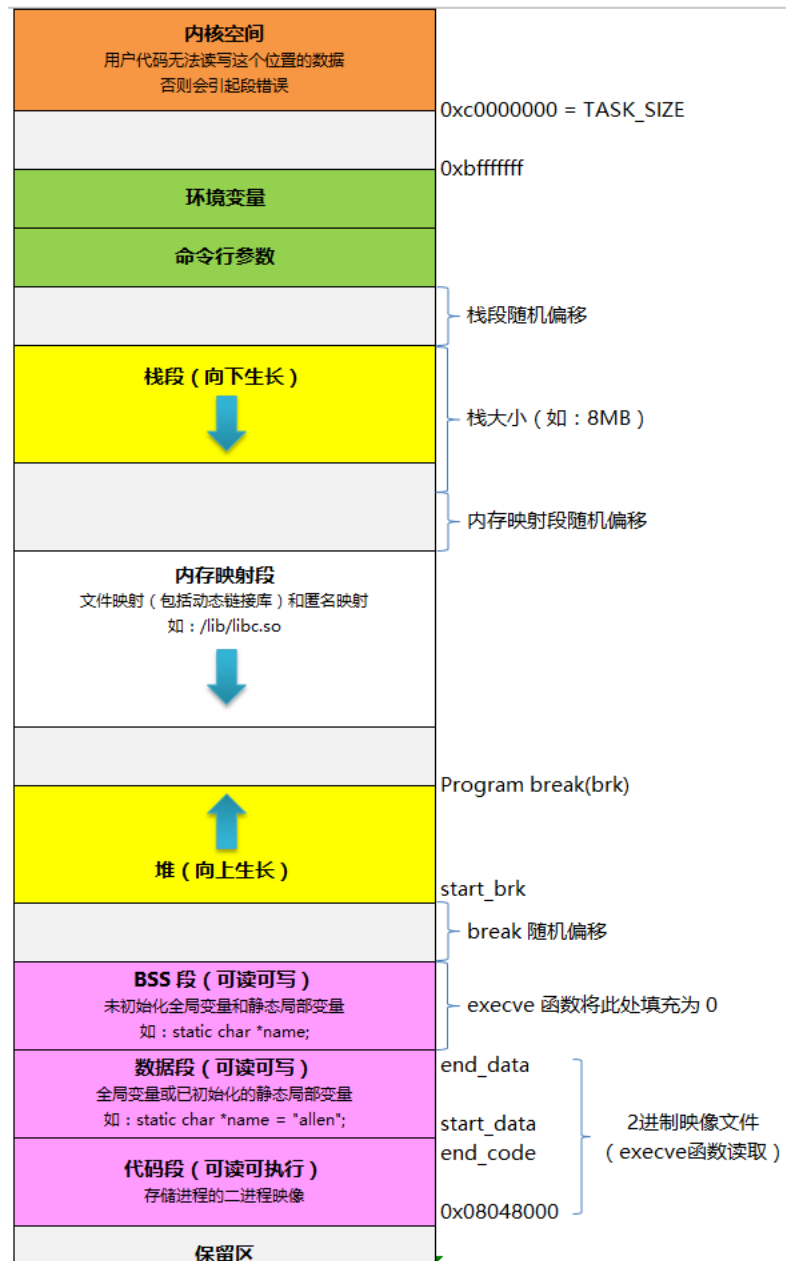 内核空间
用户代码无法读写这个位置的数据
否则会引起段错误
0xc0000000 = TASK_SIZE
0xbfffffff
环境变量
命令行参数
栈段随机偏移
栈段（向下生长）
栈大小（如：8MB）
内存映射段随机偏移
内存映射段
文件映射（包括动态链接库）和匿名映射
如：/lib/libc.so
Program break(brk)
堆（向上生长）
start_brk
break 随机偏移
BSS 段（可读可写）
未初始化全局变量和静态局部变量
如：static char *name;
execve 函数将此处填充为 0
数据段（可读可写）
全局变量或已初始化的静态局部变量
如：static char *name = "allen";
end_data
start_data
end_code
2进制映像文件
（execve函数读取）
代码段（可读可执行）
存储进程的二进程映像
0x08048000
保留区